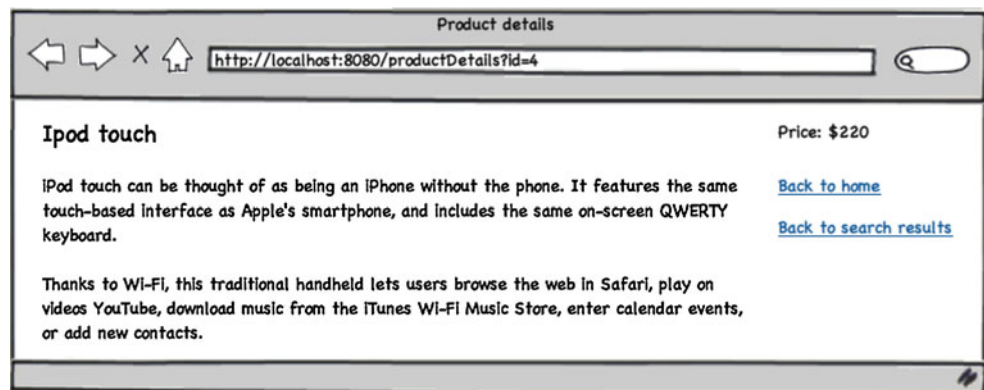 Product details
http://localhost:8080/productDetails?id=4
Ipod touch
Price: $220
iPod touch can be thought of as being an iPhone without the phone. It features the same
touch-based interface as Apple's smartphone, and includes the same on-screen QWERTY
keyboard.
Back to home
Back to search results
Thanks to Wi-Fi, this traditional handheld lets users browse the web in Safari, play on
videos YouTube, download music from the iTunes Wi-Fi Music Store, enter calendar events,
or add new contacts.